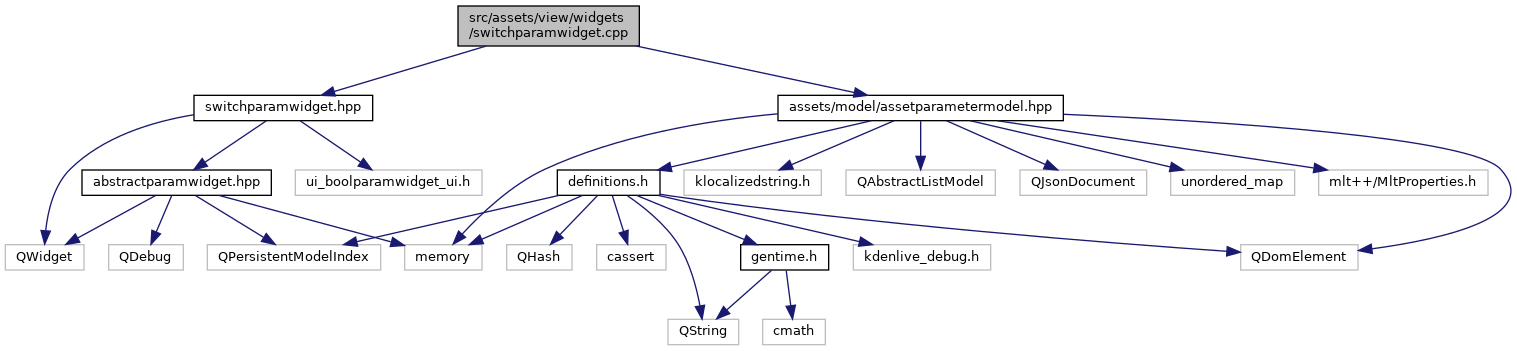 src/assets/view/widgets
/switchparamwidget.cpp
switchparamwidget.hpp
assets/model/assetparametermodel.hpp
abstractparamwidget.hpp
ui_boolparamwidget_ui.h
definitions.h
klocalizedstring.h
QAbstractListModel
QJsonDocument
unordered_map
mlt++/MltProperties.h
QWidget
QDebug
QPersistentModelIndex
memory
QHash
cassert
gentime.h
kdenlive_debug.h
QDomElement
QString
cmath